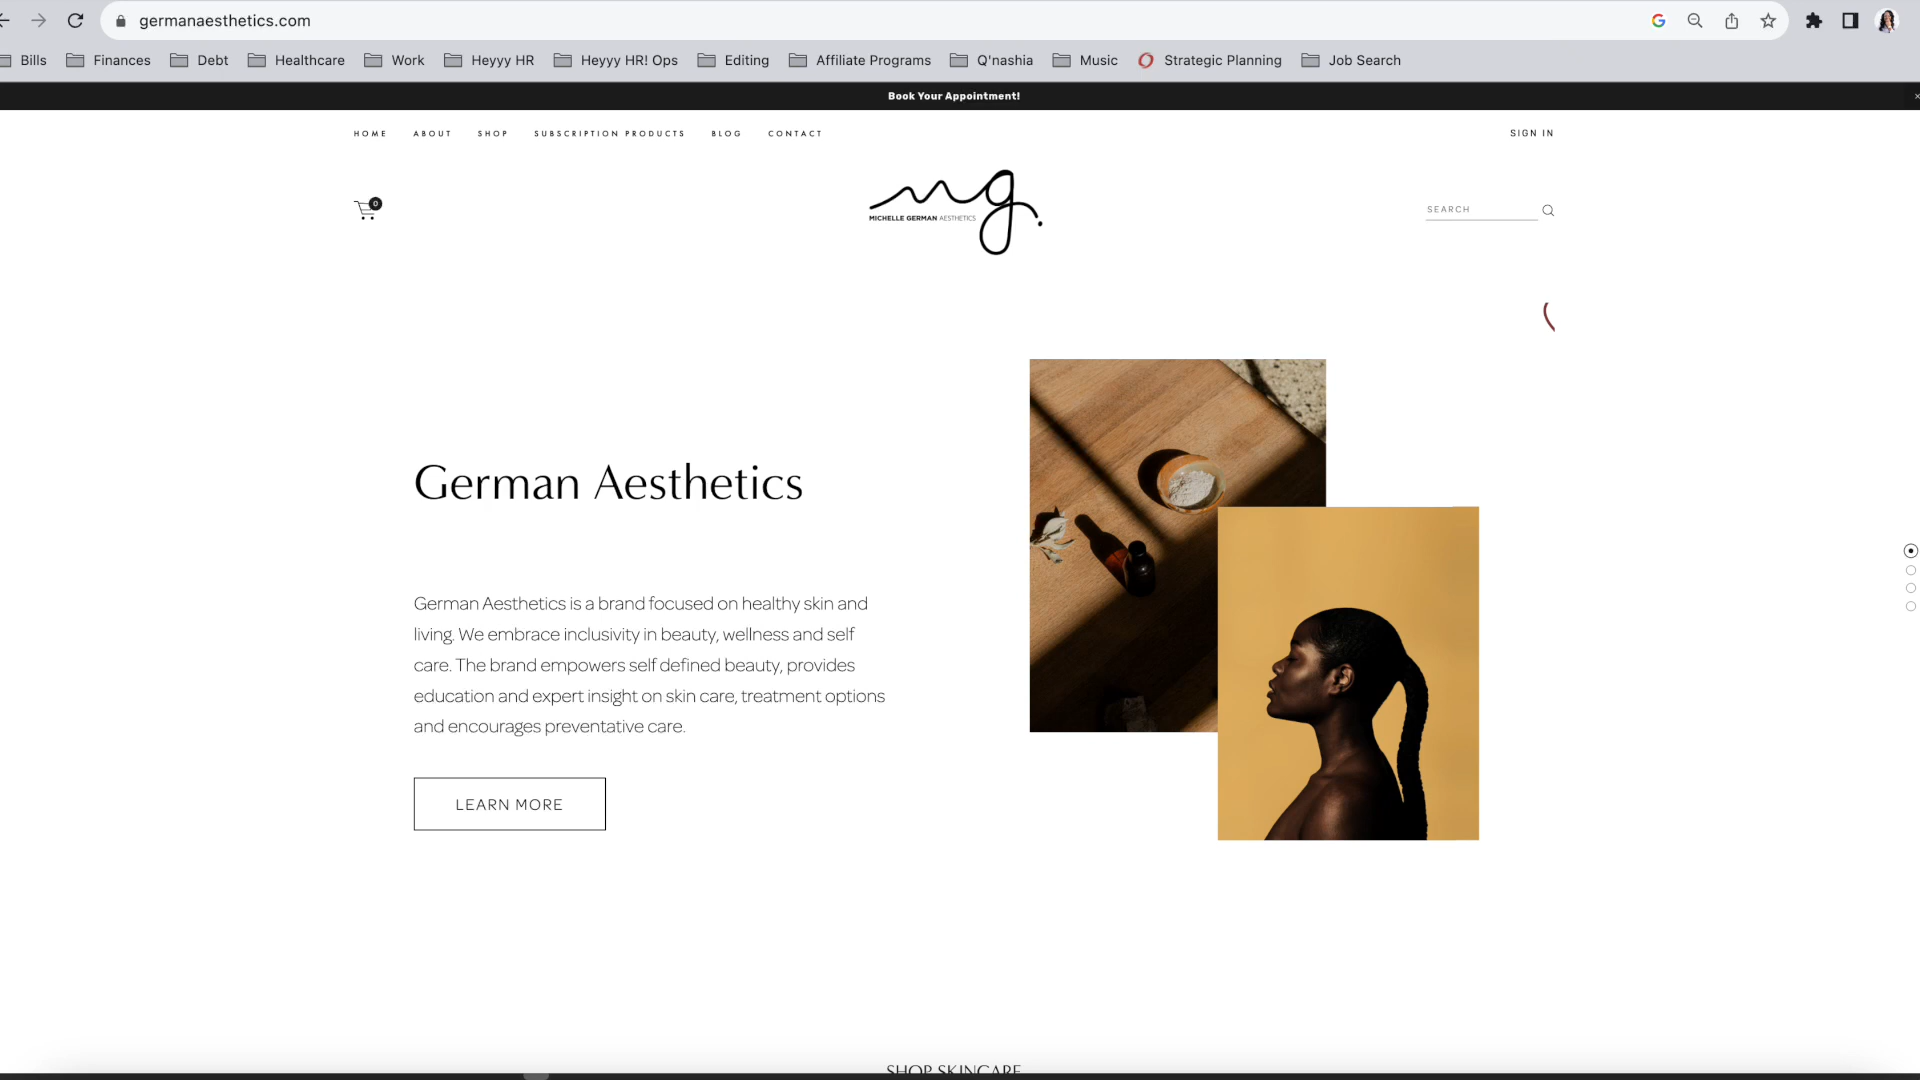 germanaesthetics.com
Bills Finances Debt Healthcare Work Heyyy HR Heyyy HR! Ops Editing Affiliate Programs Q'nashia Music Strategic Planning Job Search
Book Your Appointment!
HOME ABOUT SHOP SUBSCRIPTION PRODUCTS BLOG CONTACT SIGN IN
0
mg.
MICHELLE GERMAN AESTHETICS
SEARCH
German Aesthetics
German Aesthetics is a brand focused on healthy skin and
living. We embrace inclusivity in beauty, wellness and self
care. The brand empowers self defined beauty, provides
education and expert insight on skin care, treatment options
and encourages preventative care.
LEARN MORE
SHOP SKINCARE